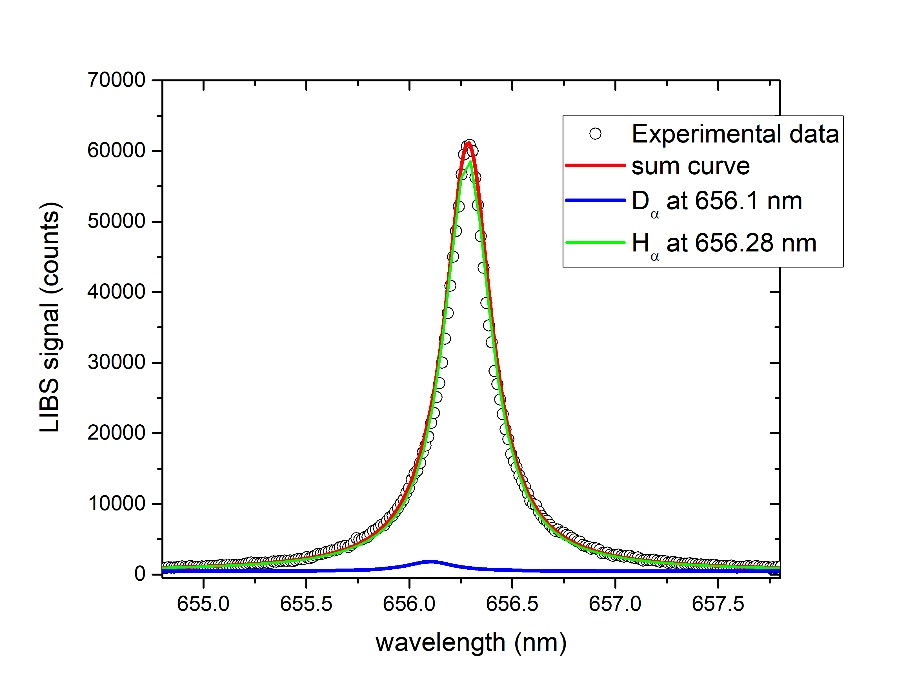 70000
60000
50000
40000
30000
20000
10000
0
LIBS signal (counts)
655.0 655.5 656.0 656.5 657.0 657.5
wavelength (nm)
Experimental data
sum curve
Dα at 656.1 nm
Hα at 656.28 nm